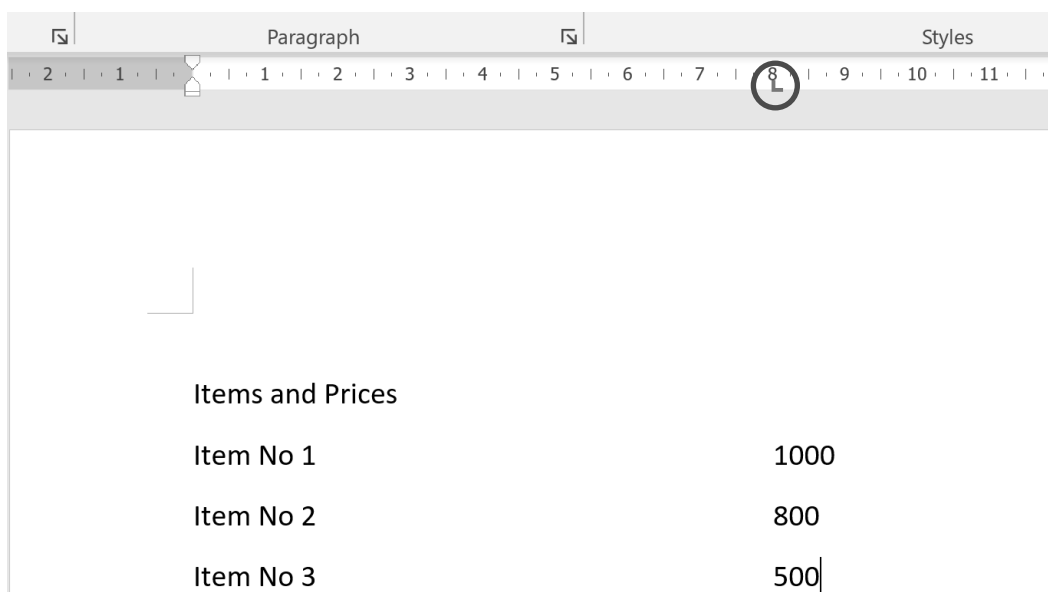 Paragraph Styles
2 1 1 2 3 4 5 6 7 8 9 10 11
Items and Prices
Item No 1 1000
Item No 2 800
Item No 3 500